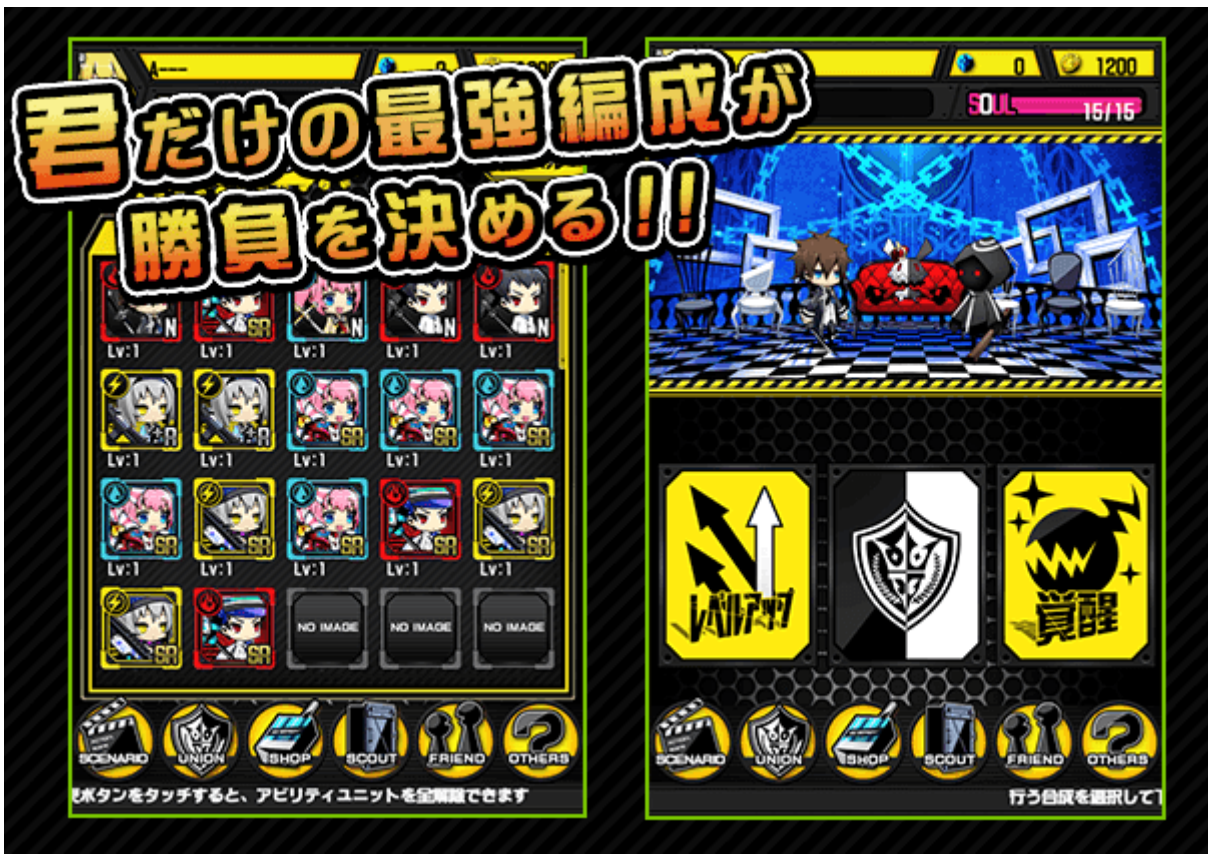 君だけの最強編成が
勝負を決める!!
A---
0 1200
SOUL 15/15
N SR N N N
Lv:1 Lv:1 Lv:1 Lv:1 Lv:1
+R +R SR SR SR
Lv:1 Lv:1 Lv:1 Lv:1 Lv:1
SR SR SR SR SR
Lv:1 Lv:1 Lv:1 Lv:1 Lv:1
SR SR NO IMAGE NO IMAGE NO IMAGE
SCENARIO UNION SHOP SCOUT FRIEND OTHERS
ボタンをタッチすると、アビリティユニットを全解除できます
レベルアップ 覚醒
SCENARIO UNION SHOP SCOUT FRIEND OTHERS
行う合成を選択して